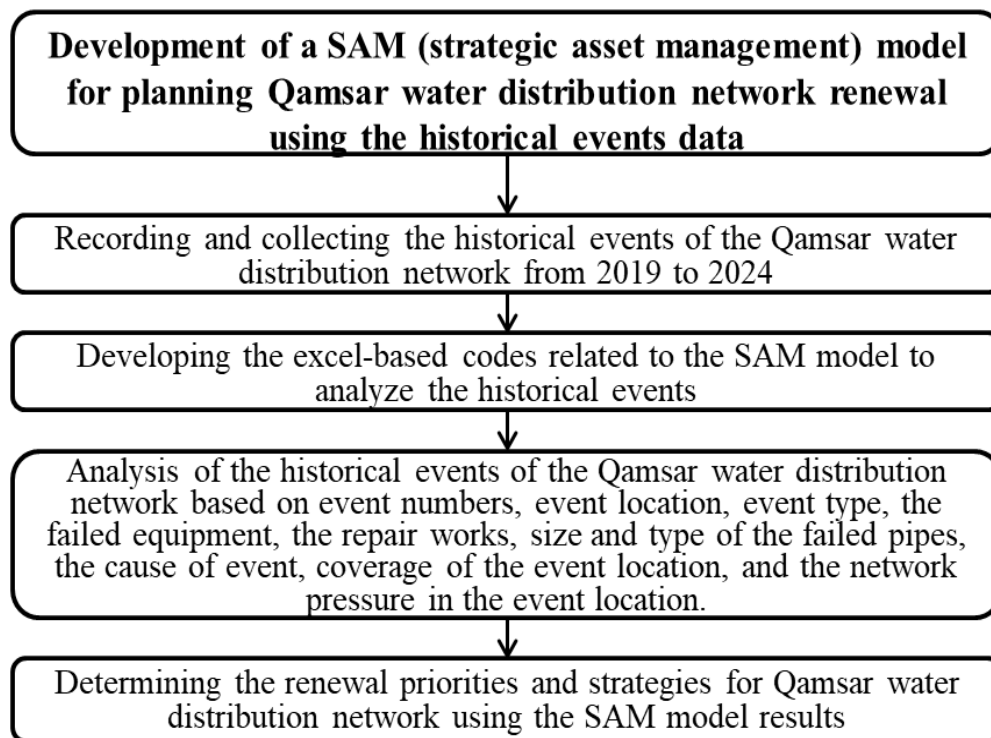 Development of a SAM (strategic asset management) model
for planning Qamsar water distribution network renewal
using the historical events data
Recording and collecting the historical events of the Qamsar water
distribution network from 2019 to 2024
Developing the excel-based codes related to the SAM model to
analyze the historical events
Analysis of the historical events of the Qamsar water distribution
network based on event numbers, event location, event type, the
failed equipment, the repair works, size and type of the failed pipes,
the cause of event, coverage of the event location, and the network
pressure in the event location.
Determining the renewal priorities and strategies for Qamsar water
distribution network using the SAM model results